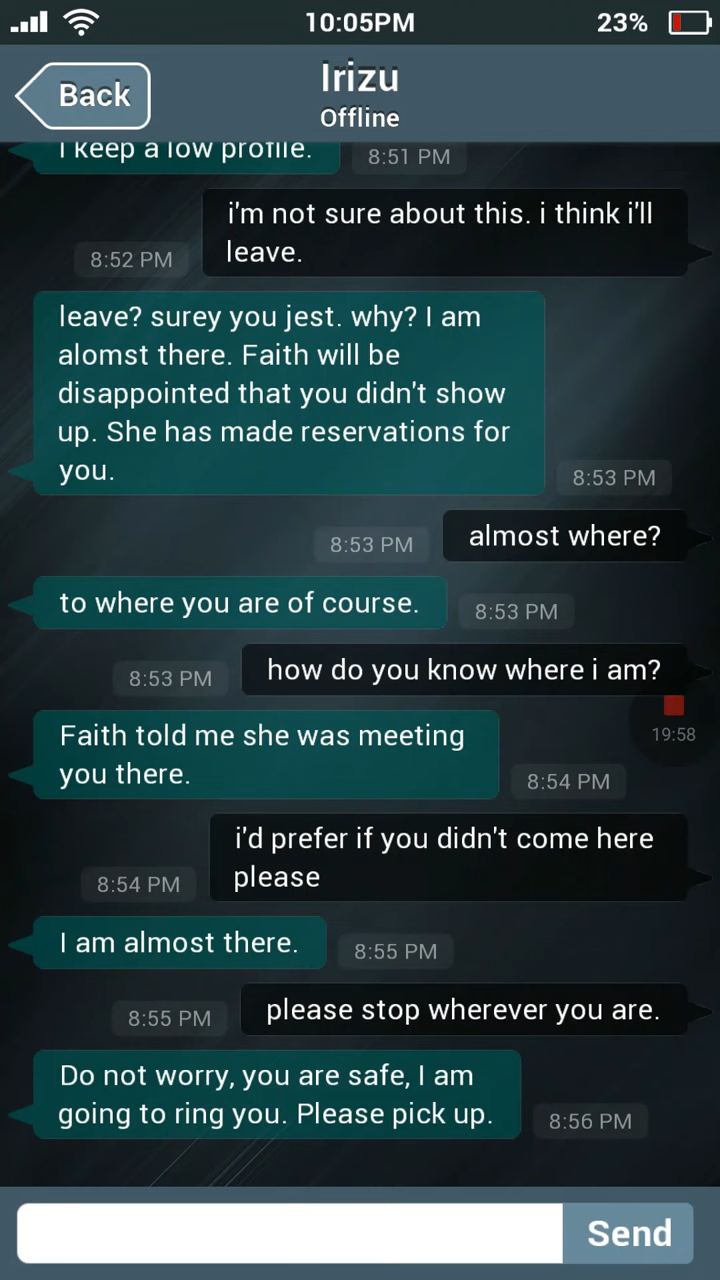 10:05PM
23%
Back
Irizu
Offline
I keep a low profile.
8:51 PM
i'm not sure about this. i think i'll
leave.
8:52 PM
leave? surey you jest. why? I am
alomst there. Faith will be
disappointed that you didn't show
up. She has made reservations for
you.
8:53 PM
almost where?
8:53 PM
to where you are of course.
8:53 PM
how do you know where i am?
8:53 PM
19:58
Faith told me she was meeting
you there.
8:54 PM
i'd prefer if you didn't come here
please
8:54 PM
I am almost there.
8:55 PM
please stop wherever you are.
8:55 PM
Do not worry, you are safe, I am
going to ring you. Please pick up.
8:56 PM
Send